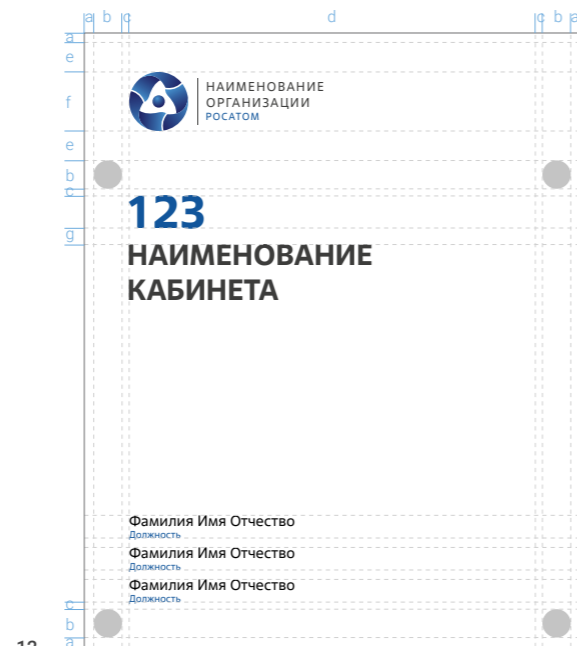 a b c d c b a
a
e
f
e
b
c
g
НАИМЕНОВАНИЕ
ОРГАНИЗАЦИИ
РОСАТОМ
123
НАИМЕНОВАНИЕ
КАБИНЕТА
Фамилия Имя Отчество
Должность
Фамилия Имя Отчество
Должность
Фамилия Имя Отчество
Должность
c
b
a